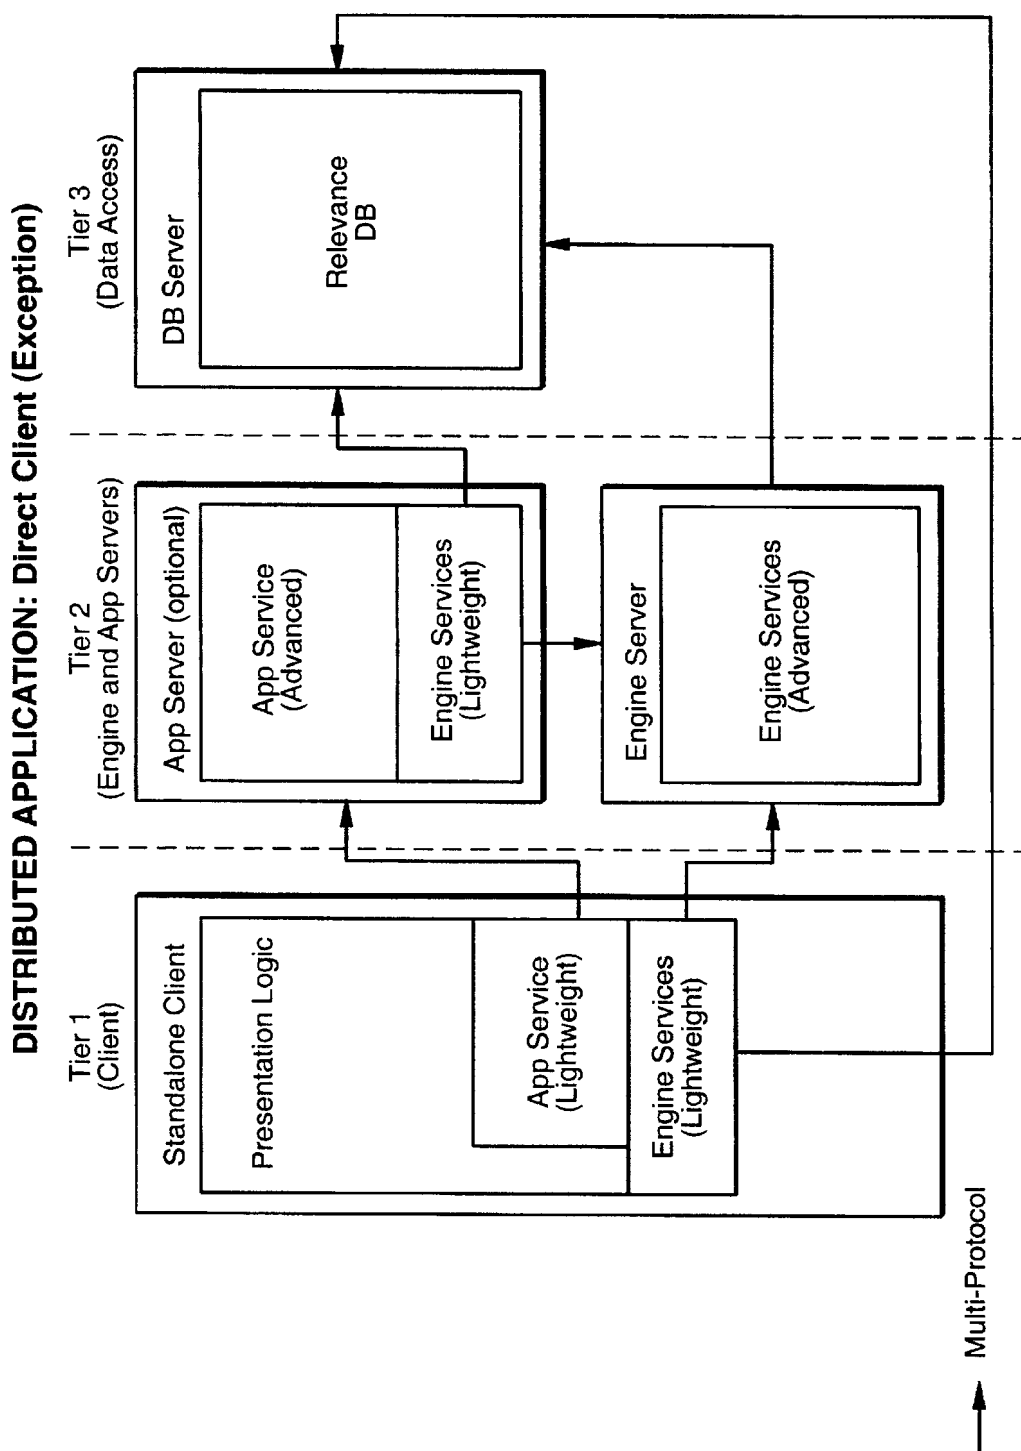 DISTRIBUTED APPLICATION: Direct Client (Exception)
Tier 1
(Client)
Tier 2
(Engine and App Servers)
Tier 3
(Data Access)
Standalone Client
Presentation Logic
App Service
(Lightweight)
Engine Services
(Lightweight)
App Server (optional)
App Service
(Advanced)
Engine Services
(Lightweight)
Engine Server
Engine Services
(Advanced)
DB Server
Relevance
DB
Multi-Protocol